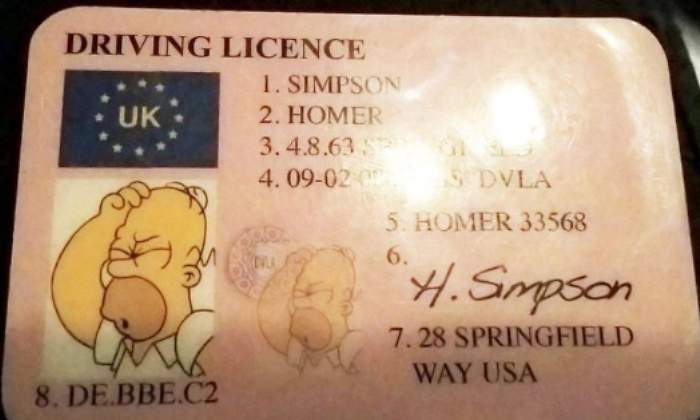 DRIVING LICENCE
UK
1. SIMPSON
2. HOMER
3. 4.8.63
4. 09-02 DVLA
5. HOMER 33568
6.
H. Simpson
7. 28 SPRINGFIELD
WAY USA
8. DE.BBE.C2